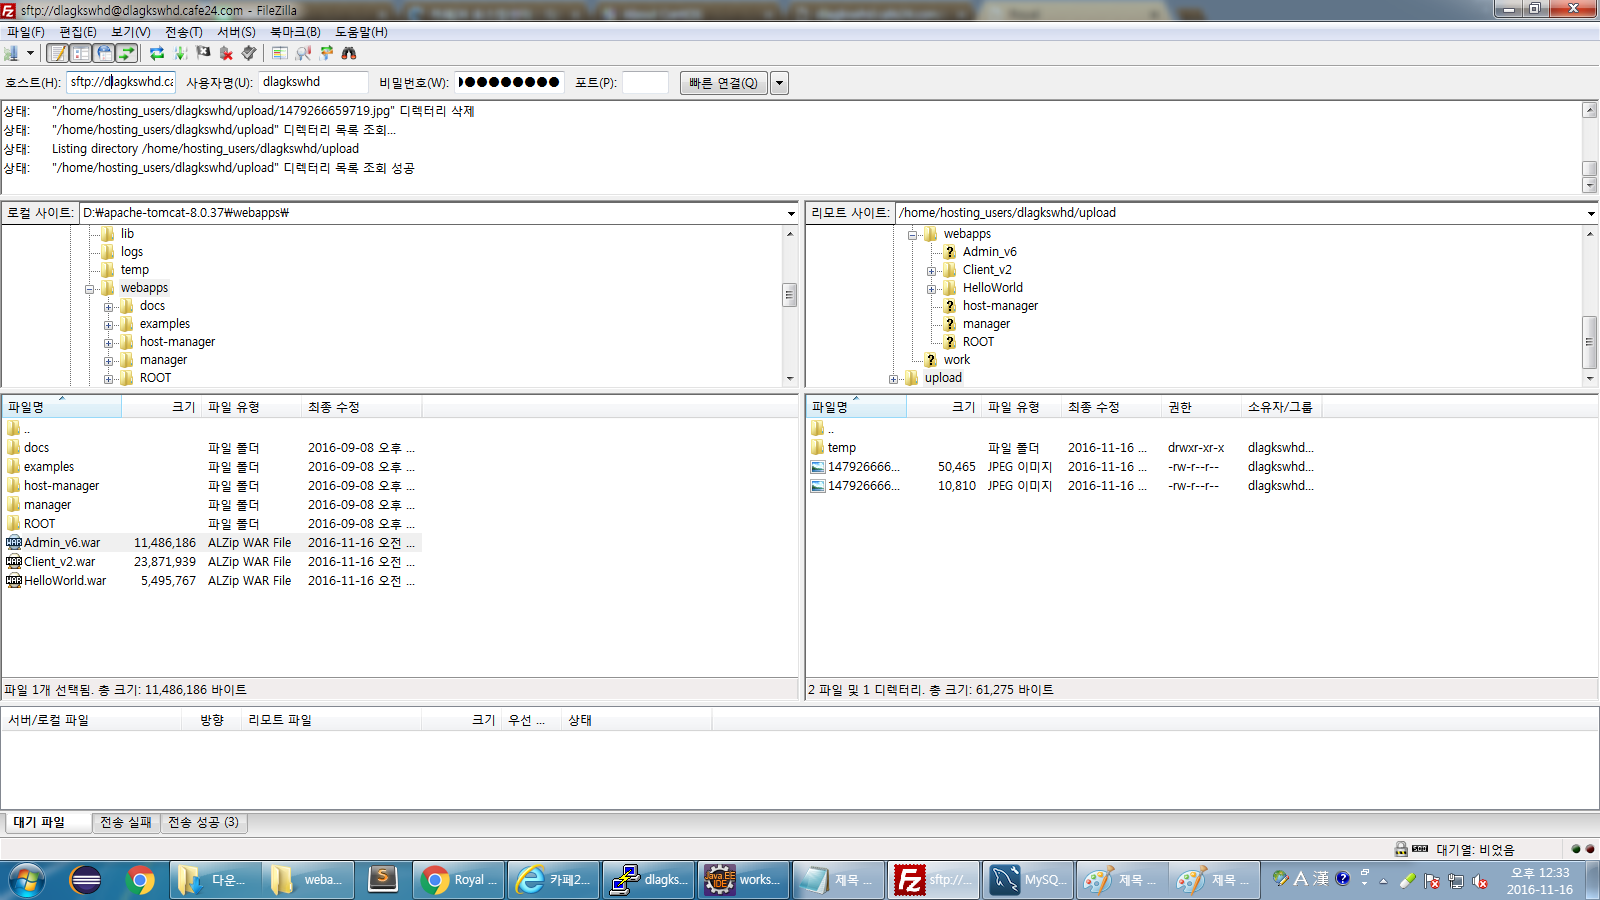 sftp://dlagkswhd@dlagkswhd.cafe24.com - FileZilla
파일(F) 편집(E) 보기(V) 전송(T) 서버(S) 북마크(B) 도움말(H)
호스트(H): sftp://dlagkswhd.ca 사용자명(U): dlagkswhd 비밀번호(W): ●●●●●●●●● 포트(P): 빠른 연결(Q)
상태: "/home/hosting_users/dlagkswhd/upload/1479266659719.jpg" 디렉터리 삭제
상태: "/home/hosting_users/dlagkswhd/upload" 디렉터리 목록 조회...
상태: Listing directory /home/hosting_users/dlagkswhd/upload
상태: "/home/hosting_users/dlagkswhd/upload" 디렉터리 목록 조회 성공
로컬 사이트: D:₩apache-tomcat-8.0.37₩webapps₩
lib
logs
temp
webapps
docs
examples
host-manager
manager
ROOT
리모트 사이트: /home/hosting_users/dlagkswhd/upload
webapps
Admin_v6
Client_v2
HelloWorld
host-manager
manager
ROOT
work
upload
파일명 크기 파일 유형 최종 수정
..
docs 파일 폴더 2016-09-08 오후 ...
examples 파일 폴더 2016-09-08 오후 ...
host-manager 파일 폴더 2016-09-08 오후 ...
manager 파일 폴더 2016-09-08 오후 ...
ROOT 파일 폴더 2016-09-08 오후 ...
Admin_v6.war 11,486,186 ALZip WAR File 2016-11-16 오전 ...
Client_v2.war 23,871,939 ALZip WAR File 2016-11-16 오전 ...
HelloWorld.war 5,495,767 ALZip WAR File 2016-11-16 오전 ...
파일 1개 선택됨. 총 크기: 11,486,186 바이트
파일명 크기 파일 유형 최종 수정 권한 소유자/그룹
..
temp 파일 폴더 2016-11-16 ... drwxr-xr-x dlagkswhd...
147926666... 50,465 JPEG 이미지 2016-11-16 ... -rw-r--r-- dlagkswhd...
147926666... 10,810 JPEG 이미지 2016-11-16 ... -rw-r--r-- dlagkswhd...
2 파일 및 1 디렉터리. 총 크기: 61,275 바이트
서버/로컬 파일 방향 리모트 파일 크기 우선 ... 상태
대기 파일 전송 실패 전송 성공 (3)
대기열: 비었음
다운... weba... Royal ... 카페2... dlagks... works... 제목 ... sftp://... MySQ... 제목 ... 제목 ... A 漢
오후 12:33
2016-11-16